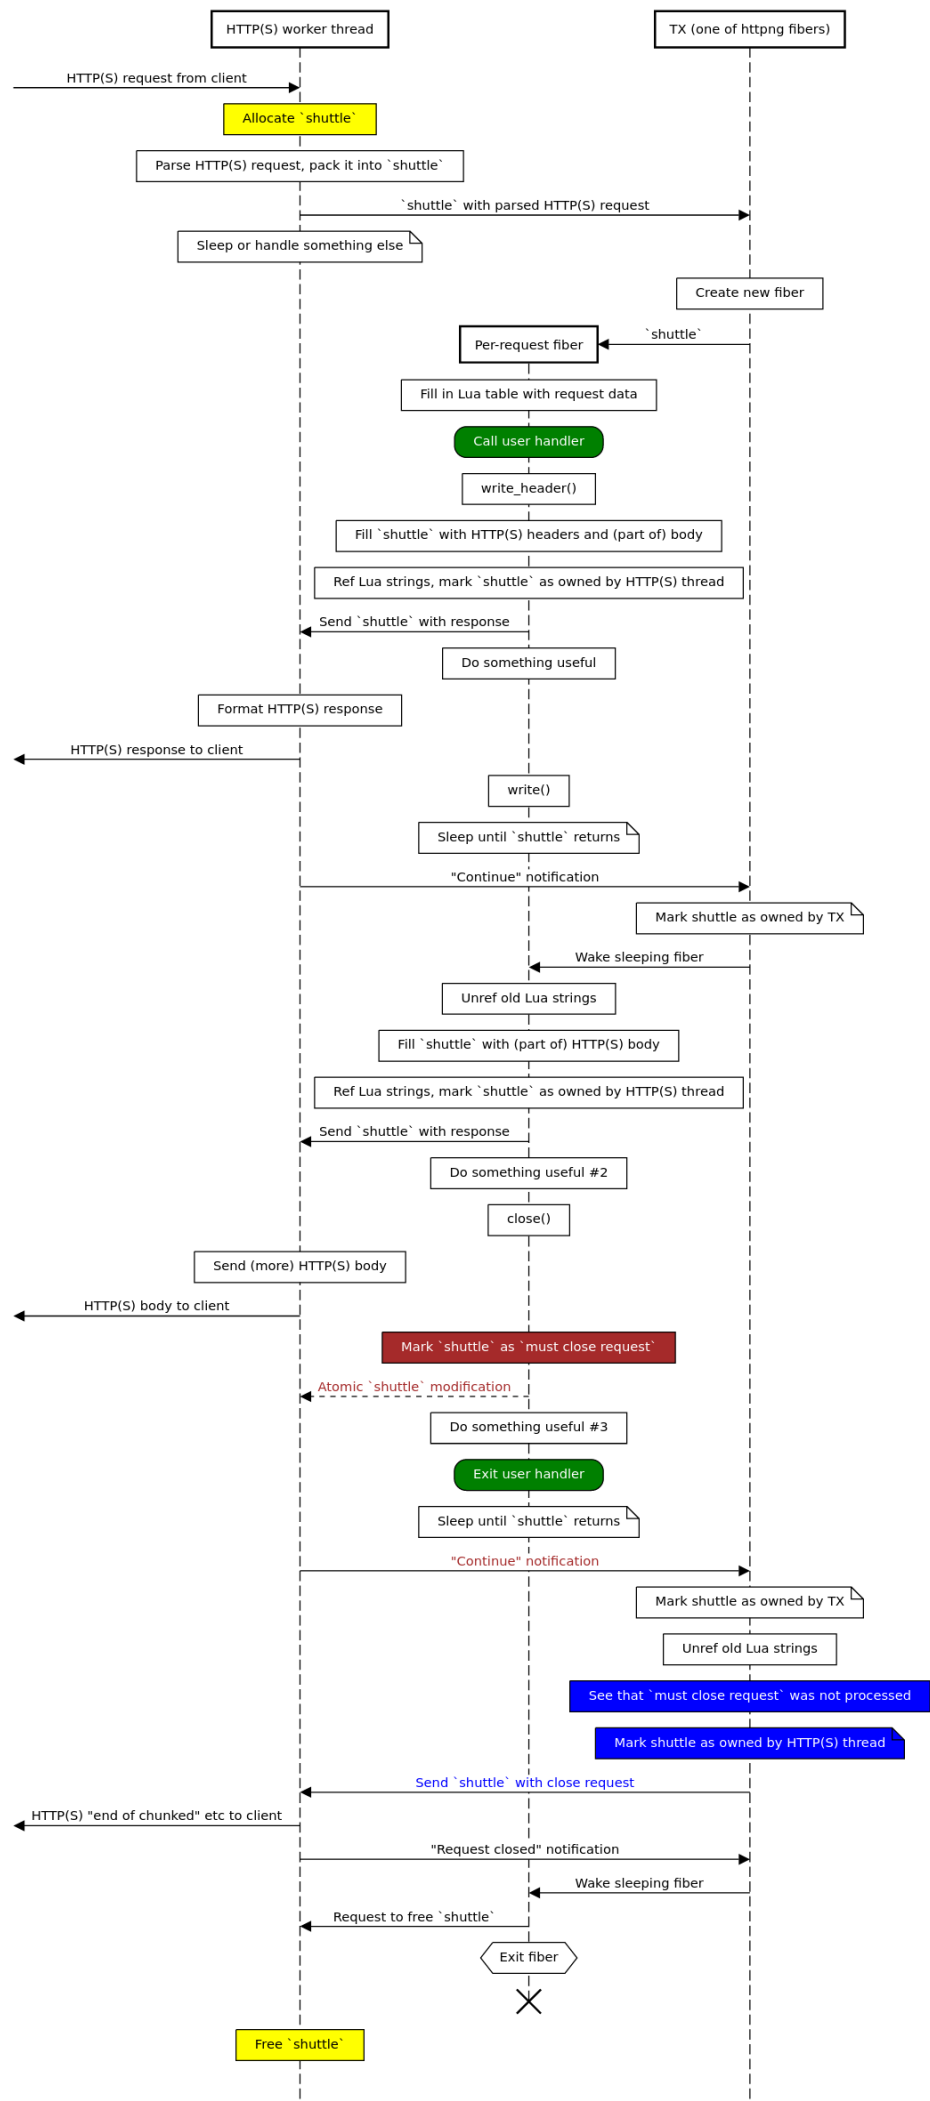 HTTP(S) worker thread
TX (one of httpng fibers)
HTTP(S) request from client
Allocate `shuttle`
Parse HTTP(S) request, pack it into `shuttle`
`shuttle` with parsed HTTP(S) request
Sleep or handle something else
Create new fiber
`shuttle`
Per-request fiber
Fill in Lua table with request data
Call user handler
write_header()
Fill `shuttle` with HTTP(S) headers and (part of) body
Ref Lua strings, mark `shuttle` as owned by HTTP(S) thread
Send `shuttle` with response
Do something useful
Format HTTP(S) response
HTTP(S) response to client
write()
Sleep until `shuttle` returns
"Continue" notification
Mark shuttle as owned by TX
Wake sleeping fiber
Unref old Lua strings
Fill `shuttle` with (part of) HTTP(S) body
Ref Lua strings, mark `shuttle` as owned by HTTP(S) thread
Send `shuttle` with response
Do something useful #2
close()
Send (more) HTTP(S) body
HTTP(S) body to client
Mark `shuttle` as `must close request`
Atomic `shuttle` modification
Do something useful #3
Exit user handler
Sleep until `shuttle` returns
"Continue" notification
Mark shuttle as owned by TX
Unref old Lua strings
See that `must close request` was not processed
Mark shuttle as owned by HTTP(S) thread
Send `shuttle` with close request
HTTP(S) "end of chunked" etc to client
"Request closed" notification
Wake sleeping fiber
Request to free `shuttle`
Exit fiber
Free `shuttle`